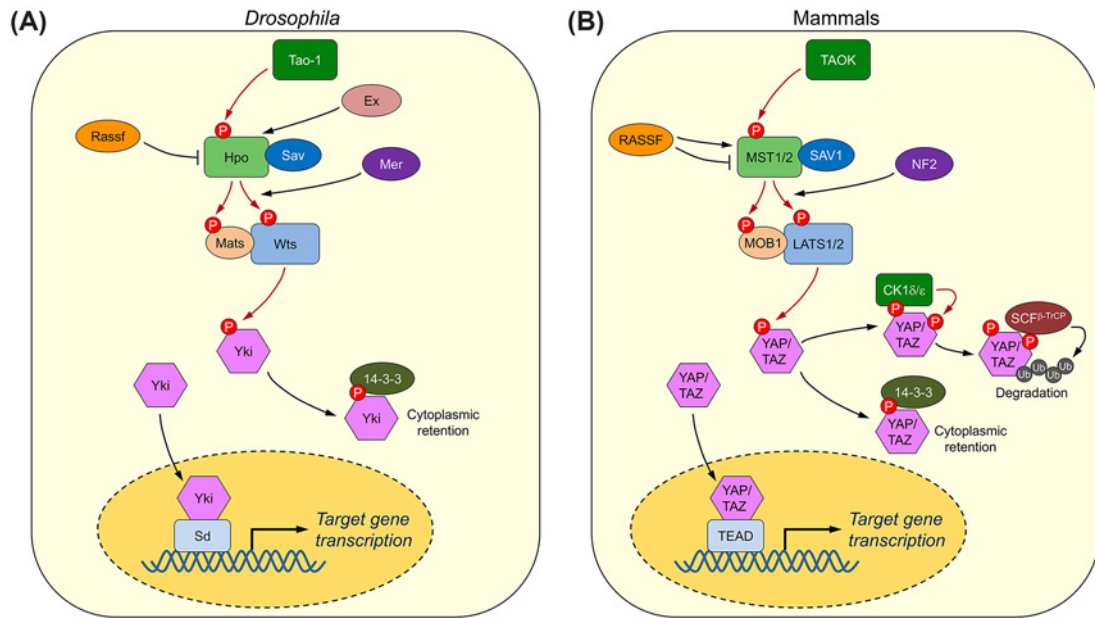 (A)
Drosophila
Tao-1
P
Ex
Rassf
Hpo
Sav
Mer
P
P
Mats
Wts
P
Yki
Yki
14-3-3
P
Yki
Cytoplasmic
retention
Yki
Sd
Target gene
transcription
(B)
Mammals
TAOK
P
RASSF
MST1/2
SAV1
NF2
P
P
MOB1
LATS1/2
CK1δ/ε
P
P
YAP/
TAZ
P
YAP/
TAZ
SCFβ-TrCP
P
P
YAP/
TAZ
Ub
Ub
Ub
Ub
Degradation
YAP/
TAZ
14-3-3
P
YAP/
TAZ
Cytoplasmic
retention
YAP/
TAZ
TEAD
Target gene
transcription